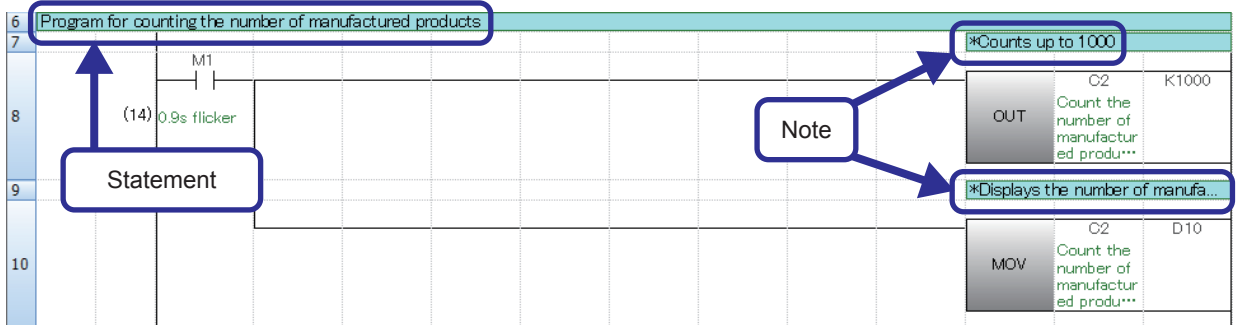 6 Program for counting the number of manufactured products
7 *Counts up to 1000
M1 C2 K1000
8 (14) 0.9s flicker OUT Count the
number of
manufactur
ed produ…
Note
Statement
9 *Displays the number of manufa...
C2 D10
10 MOV Count the
number of
manufactur
ed produ…